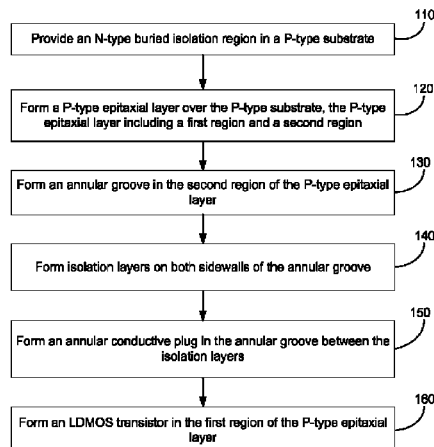 110
Provide an N-type buried isolation region in a P-type substrate
120
Form a P-type epitaxial layer over the P-type substrate, the P-type
epitaxial layer including a first region and a second region
130
Form an annular groove in the second region of the P-type epitaxial
layer
140
Form isolation layers on both sidewalls of the annular groove
150
Form an annular conductive plug in the annular groove between the
isolation layers
160
Form an LDMOS transistor in the first region of the P-type epitaxial
layer